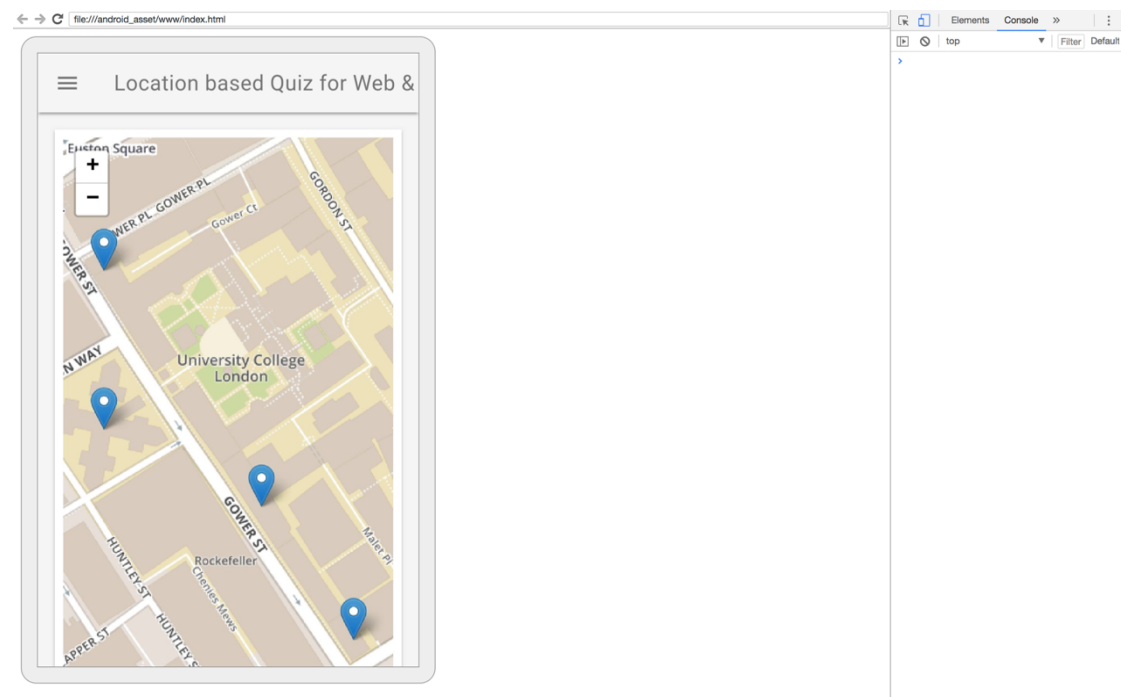 file:///android_asset/www/index.html
Elements Console »
top Filter Default
Location based Quiz for Web &
Euston Square
+
−
WER PL
GOWER PL
Gower Ct
GORDON ST
OWER ST
N WAY
University College
London
GOWER ST
Rockefeller
Malet Pl
HUNTLEY ST
Chenies Mews
HUNTLEY S
APPER ST